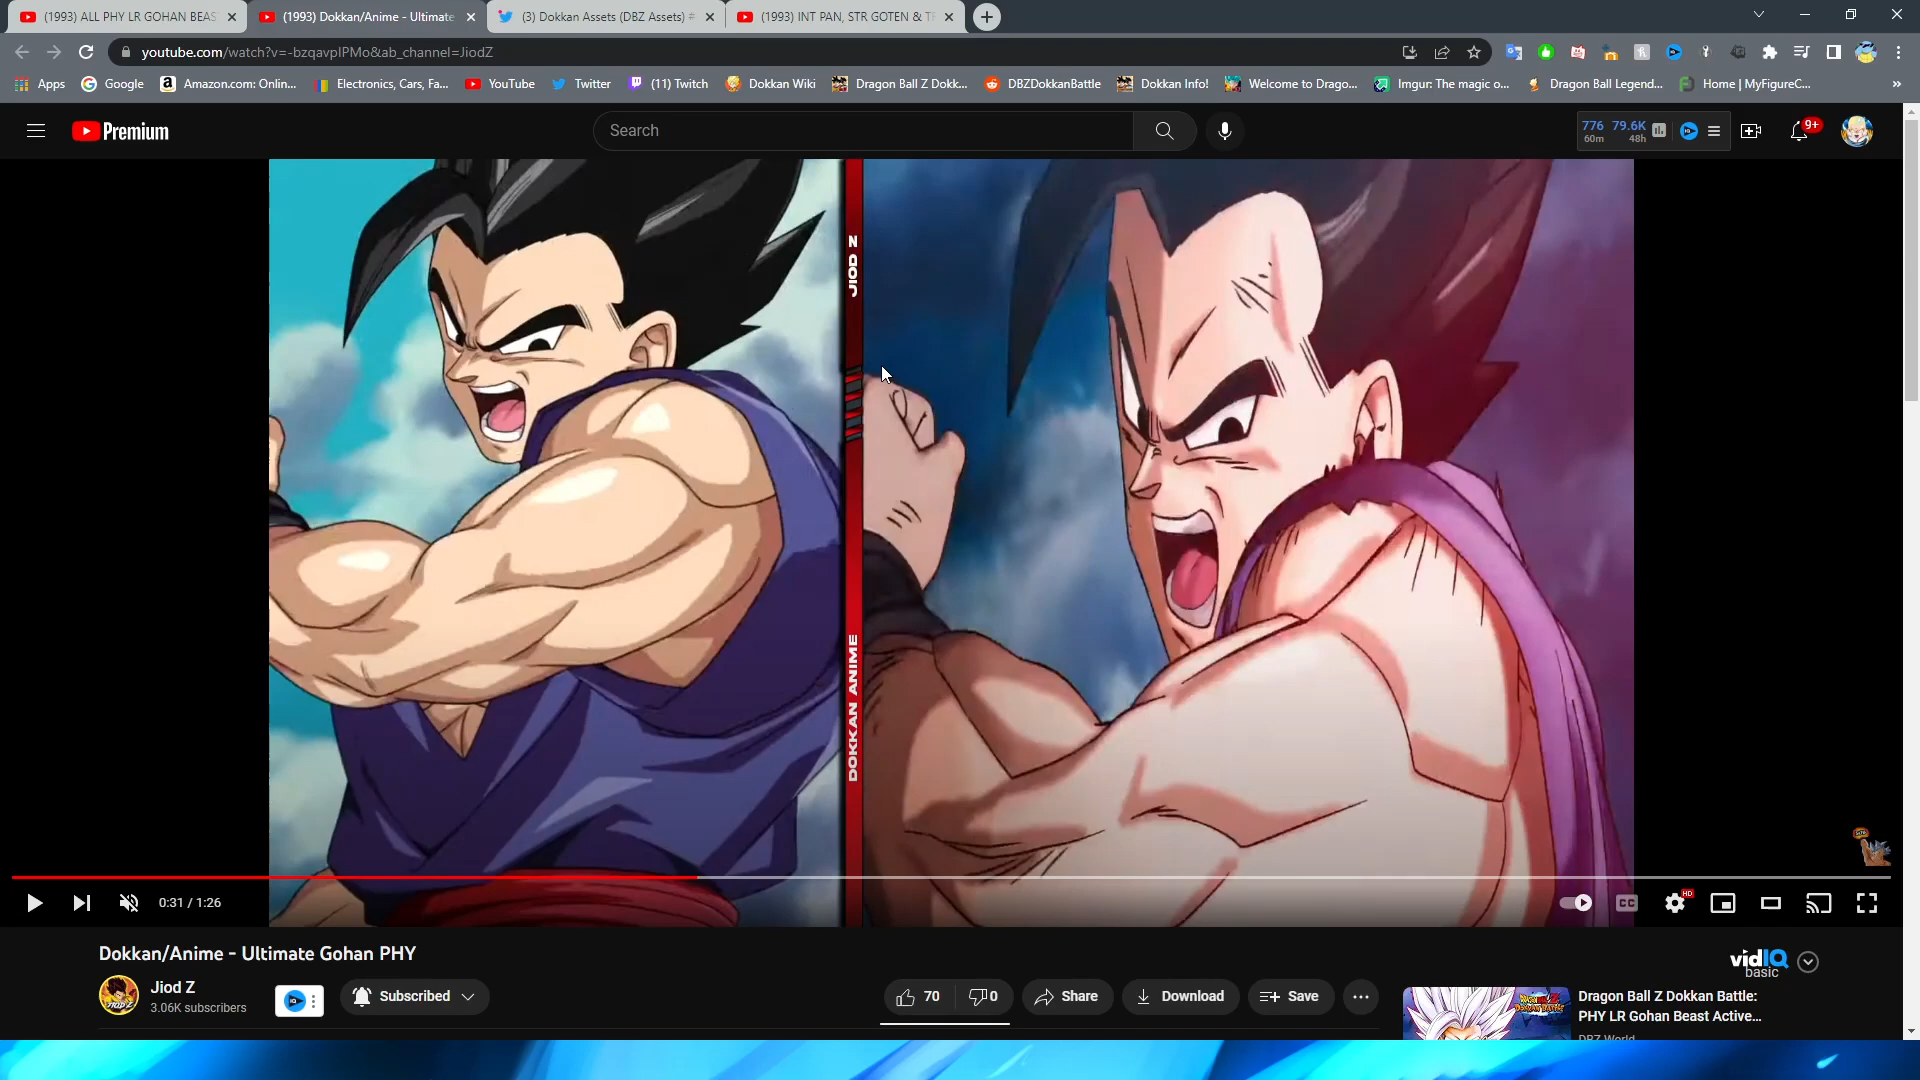 (1993) ALL PHY LR GOHAN BEAS
(1993) Dokkan/Anime - Ultimate
(3) Dokkan Assets (DBZ Assets) #
(1993) INT PAN, STR GOTEN & TR
youtube.com/watch?v=-bzqavpIPMo&ab_channel=JiodZ
Apps
Google
Amazon.com: Onlin...
Electronics, Cars, Fa...
YouTube
Twitter
(11) Twitch
Dokkan Wiki
Dragon Ball Z Dokk...
DBZDokkanBattle
Dokkan Info!
Welcome to Drago...
Imgur: The magic o...
Dragon Ball Legend...
Home | MyFigureC...
Premium
Search
776 79.6K
60m 48h
9+
JIOD Z
DOKKAN ANIME
0:31 / 1:26
CC
HD
Dokkan/Anime - Ultimate Gohan PHY
vidIQ
basic
Jiod Z
3.06K subscribers
Subscribed
70
0
Share
Download
Save
Dragon Ball Z Dokkan Battle:
PHY LR Gohan Beast Active...
DBZ World